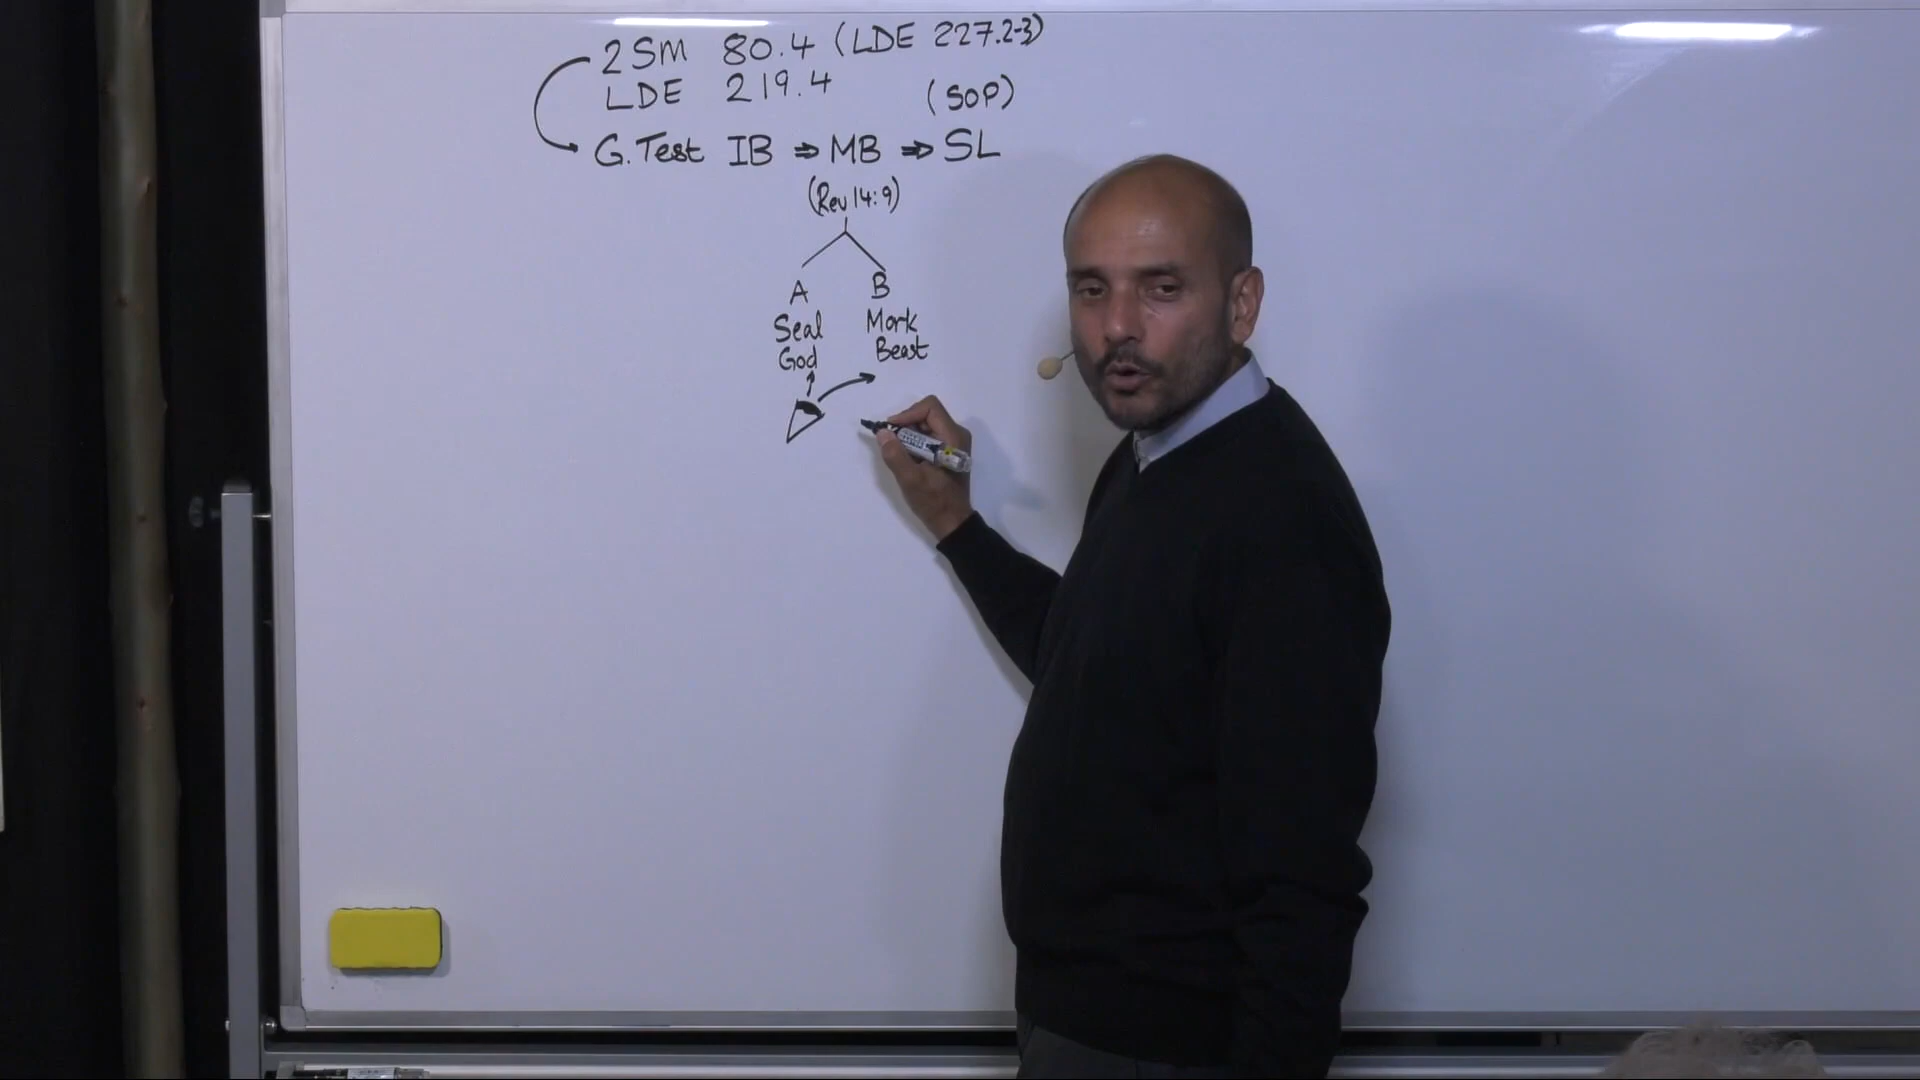 2SM 80.4 (LDE 227.2-3)
LDE 219.4 (SOP)
G.Test IB ⇒ MB ⇒ SL
(Rev 14:9)
A B
Seal Mark
God Beast